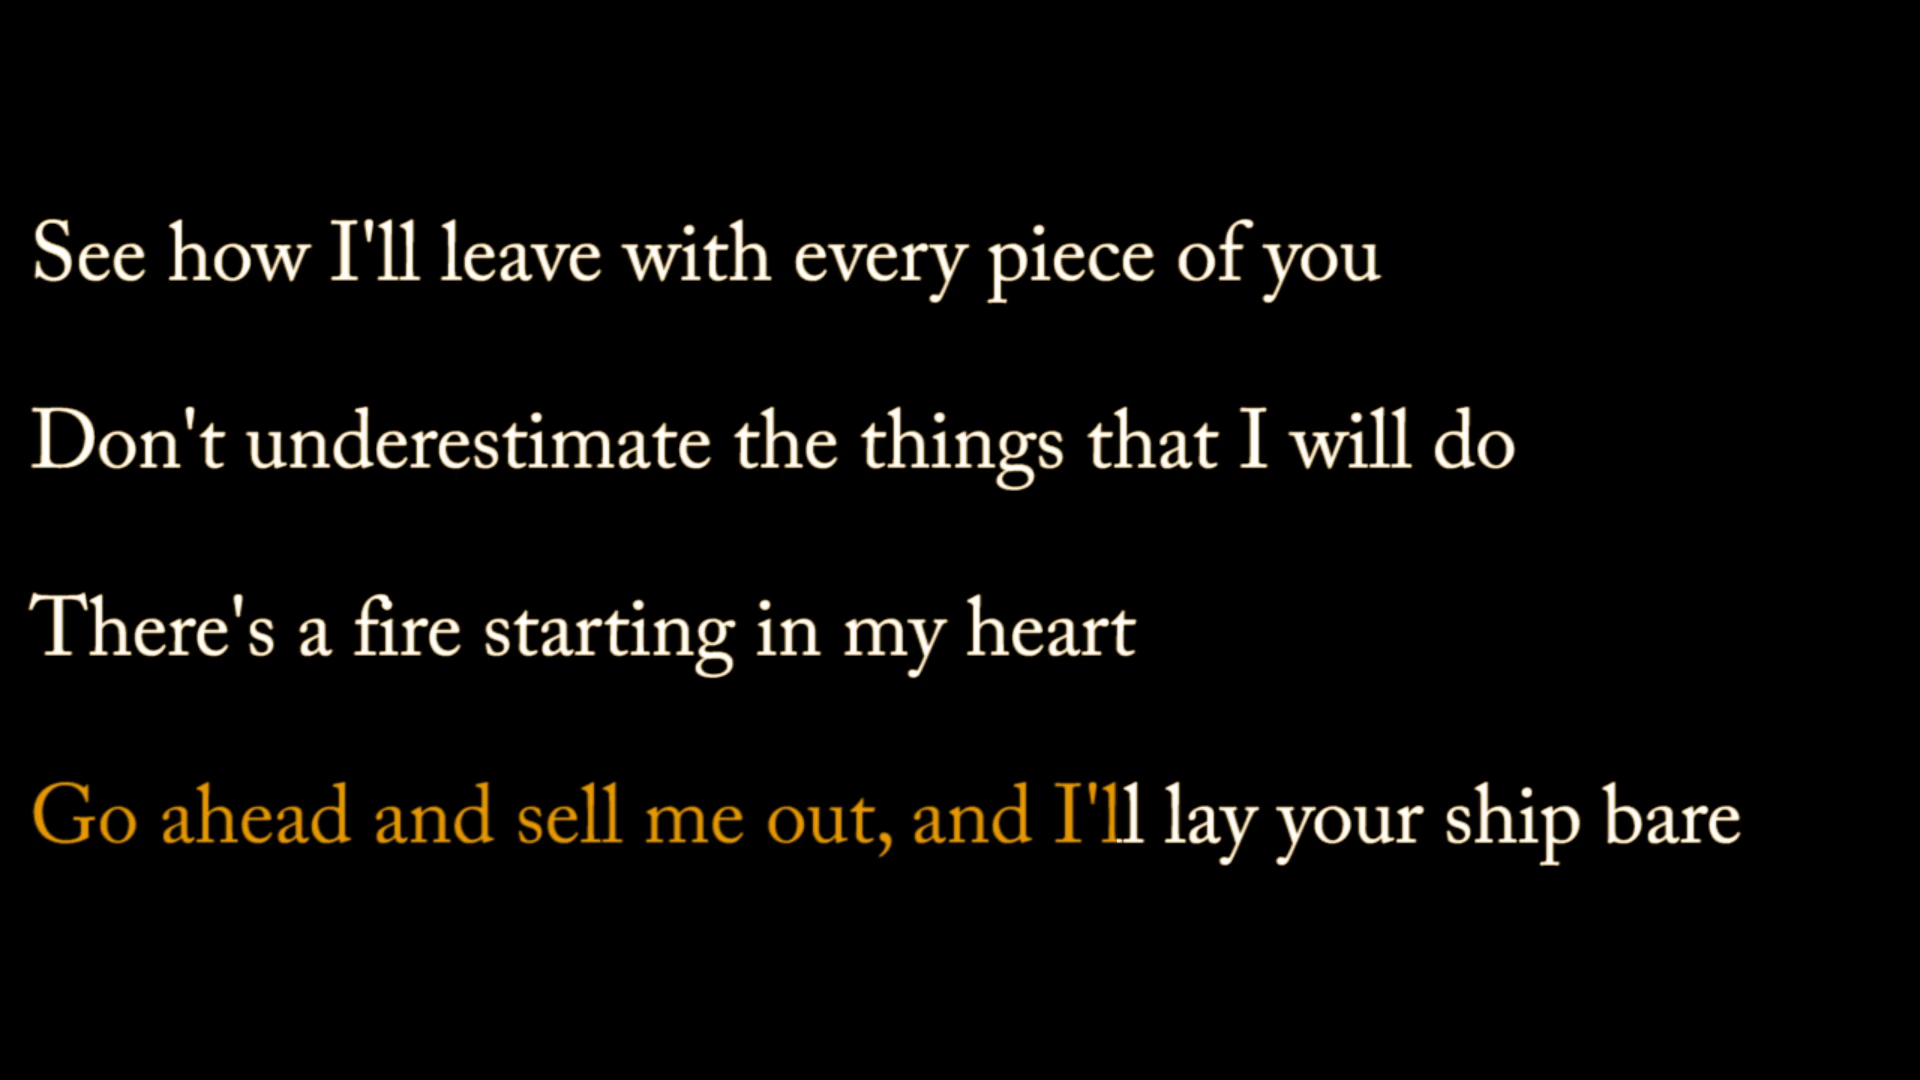 See how I'll leave with every piece of you
Don't underestimate the things that I will do
There's a fire starting in my heart
Go ahead and sell me out, and I'll lay your ship bare